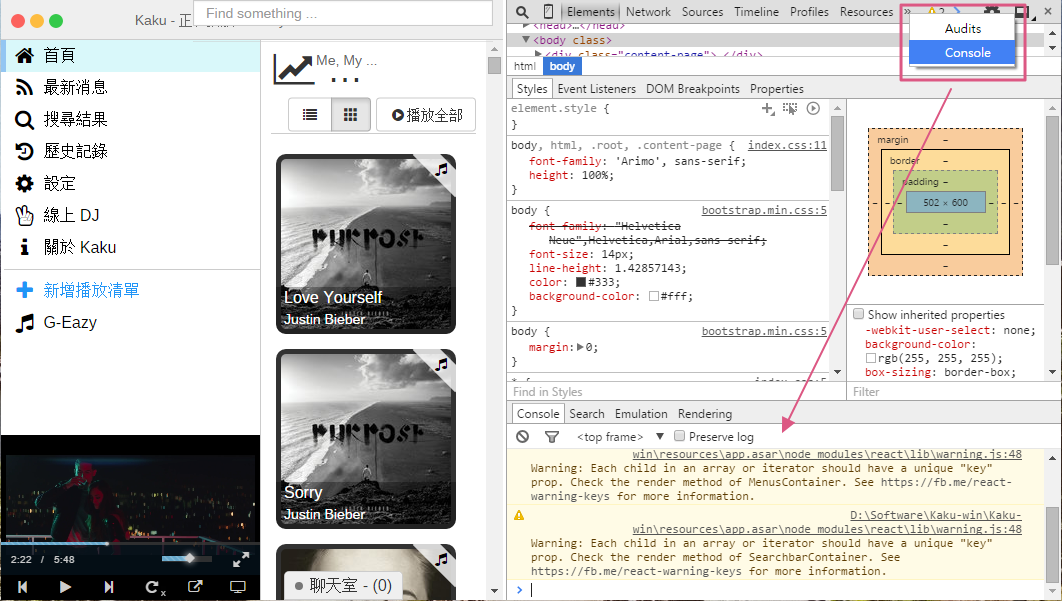 Kaku - 正
Find something ...
首頁
最新消息
搜尋結果
歷史記錄
設定
線上 DJ
關於 Kaku
新增播放清單
G-Eazy
2:22 / 5:48
Me, My ...
播放全部
PURPOSE
Love Yourself
Justin Bieber
PURPOSE
Sorry
Justin Bieber
聊天室 - (0)
Elements Network Sources Timeline Profiles Resources » 2
Audits
Console
<head>…</head>
<body class>
<div class="content-page"> </div>
html body
Styles Event Listeners DOM Breakpoints Properties
element.style {
}
body, html, .root, .content-page { index.css:11
font-family: 'Arimo', sans-serif;
height: 100%;
}
body { bootstrap.min.css:5
font-family: "Helvetica
Neue",Helvetica,Arial,sans-serif;
font-size: 14px;
line-height: 1.42857143;
color: #333;
background-color: #fff;
}
body { bootstrap.min.css:5
margin: 0;
}
* { index.css:5
Find in Styles
margin –
border –
padding –
– – – 502 × 600 – – –
–
–
–
Show inherited properties
-webkit-user-select: none;
background-color:
rgb(255, 255, 255);
box-sizing: border-box;
Filter
Console Search Emulation Rendering
<top frame> ▼ Preserve log
win\resources\app.asar\node_modules\react\lib\warning.js:48
Warning: Each child in an array or iterator should have a unique "key"
prop. Check the render method of MenusContainer. See https://fb.me/react-
warning-keys for more information.
D:\Software\Kaku-win\Kaku-
win\resources\app.asar\node_modules\react\lib\warning.js:48
Warning: Each child in an array or iterator should have a unique "key"
prop. Check the render method of SearchbarContainer. See
https://fb.me/react-warning-keys for more information.
>